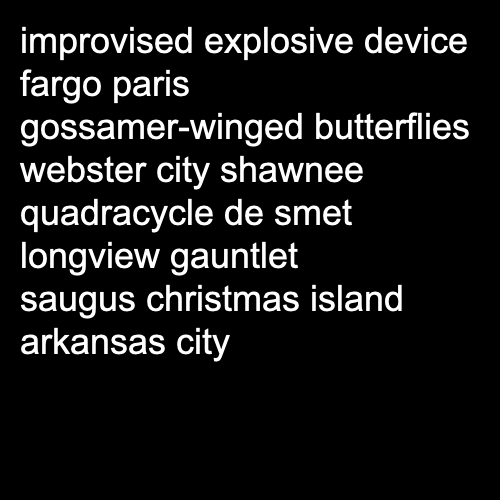 improvised explosive device
fargo paris
gossamer-winged butterflies
webster city shawnee
quadracycle de smet
longview gauntlet
saugus christmas island
arkansas city